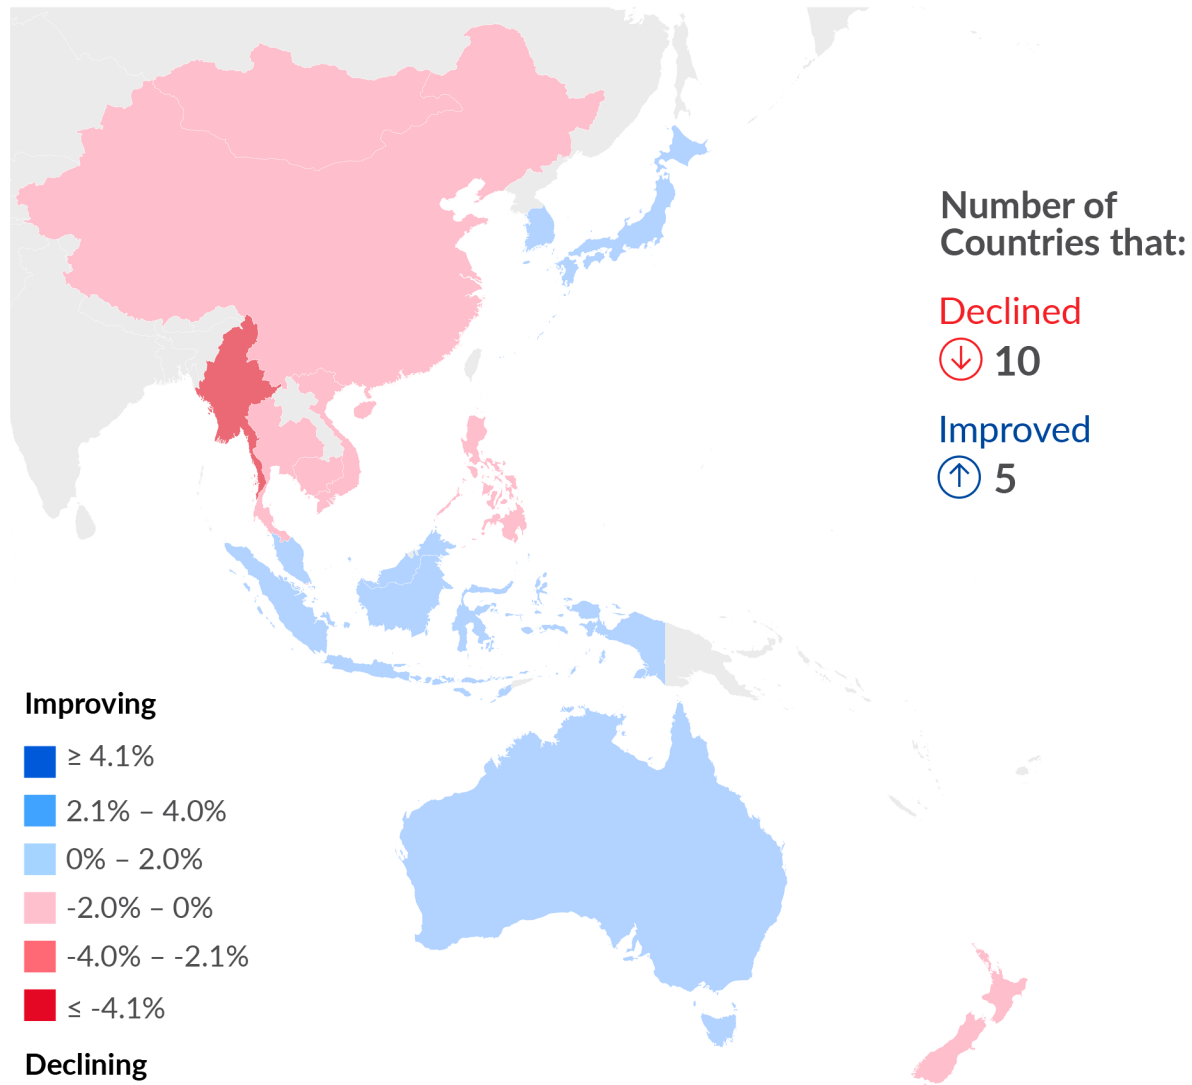 Number of
Countries that:
Declined
10
Improved
5
Improving
≥ 4.1%
2.1% – 4.0%
0% – 2.0%
-2.0% – 0%
-4.0% – -2.1%
≤ -4.1%
Declining